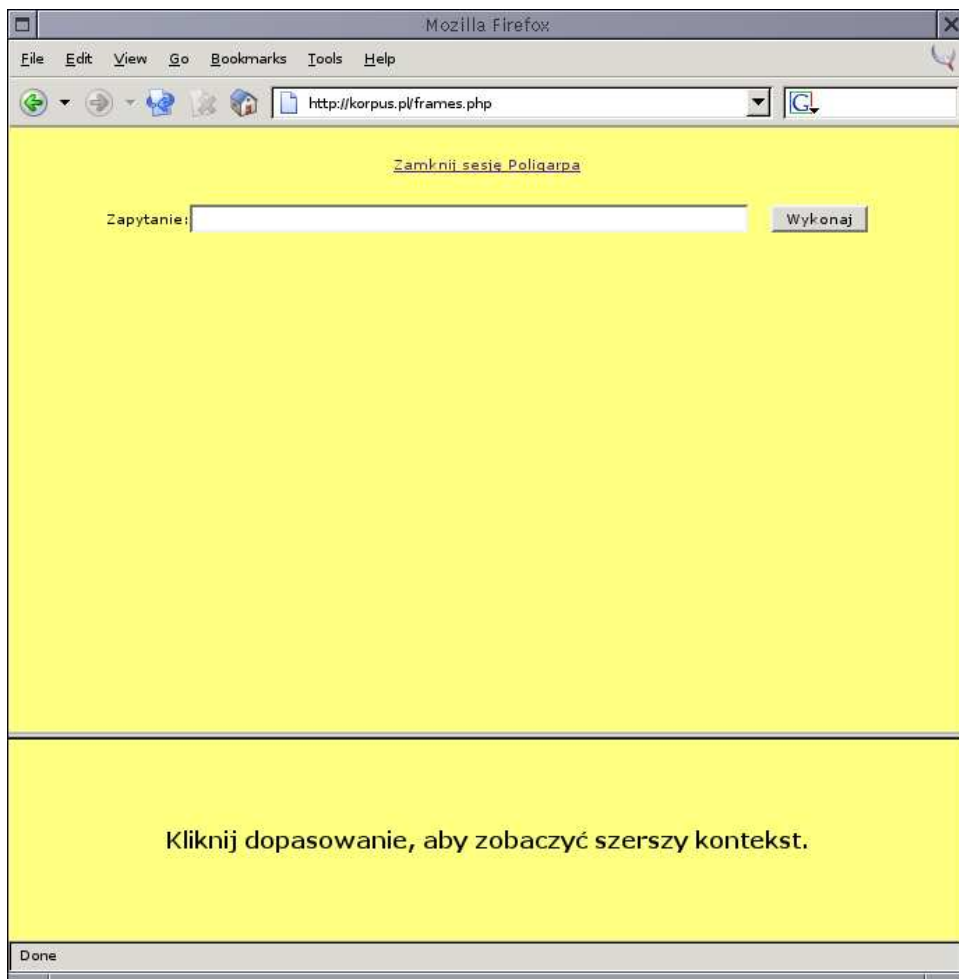 Mozilla Firefox
File Edit View Go Bookmarks Tools Help
http://korpus.pl/frames.php G
Zamknij sesję Poliqarpa
Zapytanie: Wykonaj
Kliknij dopasowanie, aby zobaczyć szerszy kontekst.
Done